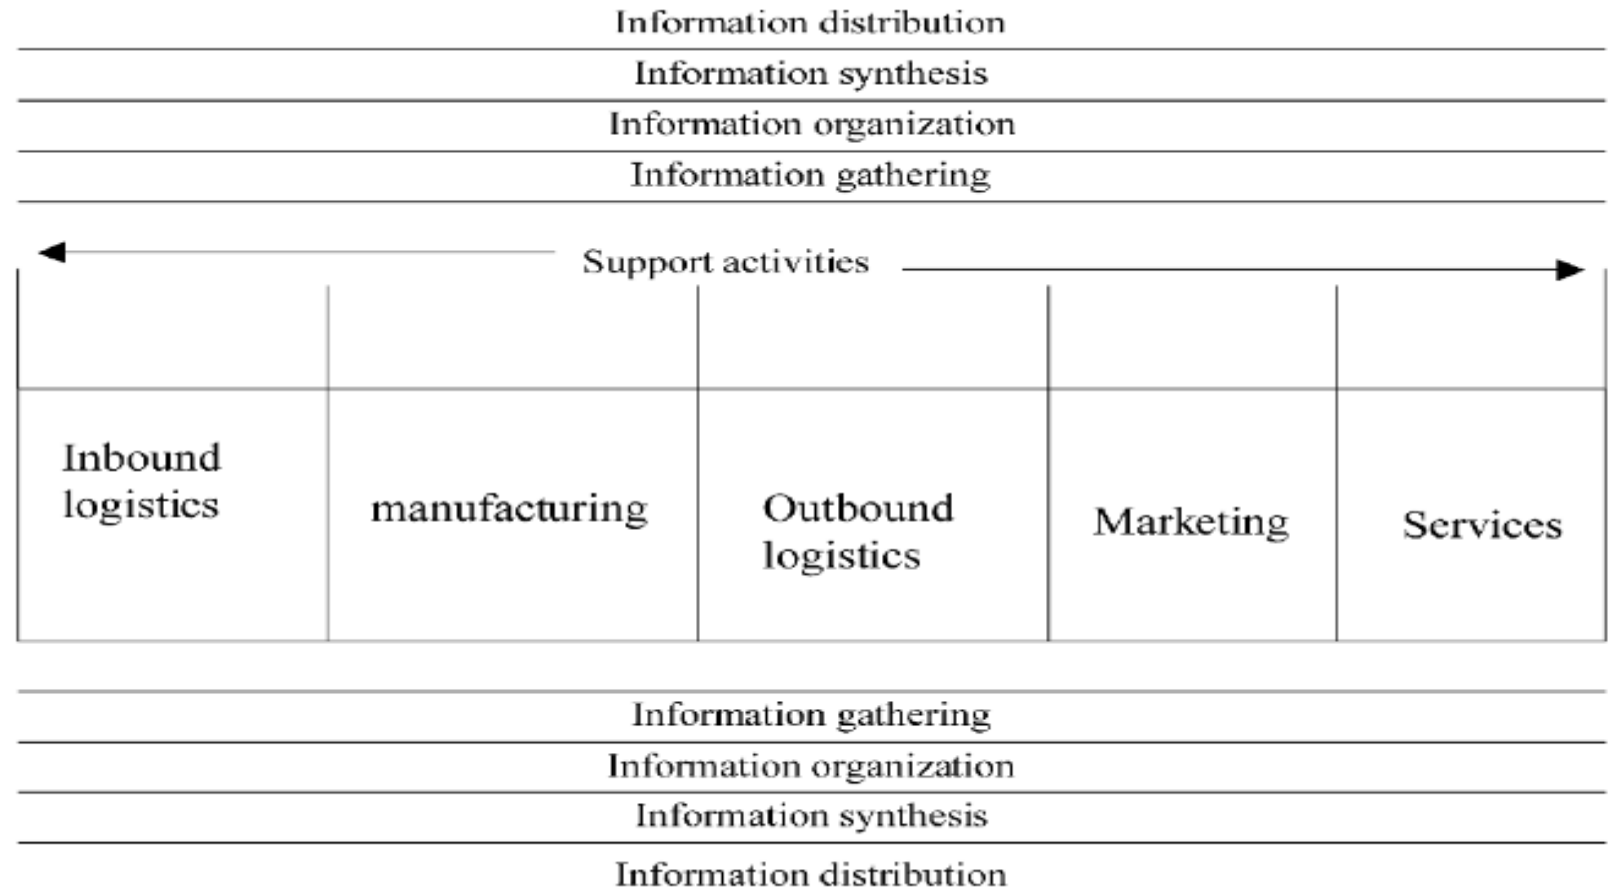 Information distribution
Information synthesis
Information organization
Information gathering
Support activities
Inbound
logistics
manufacturing
Outbound
logistics
Marketing
Services
Information gathering
Information organization
Information synthesis
Information distribution